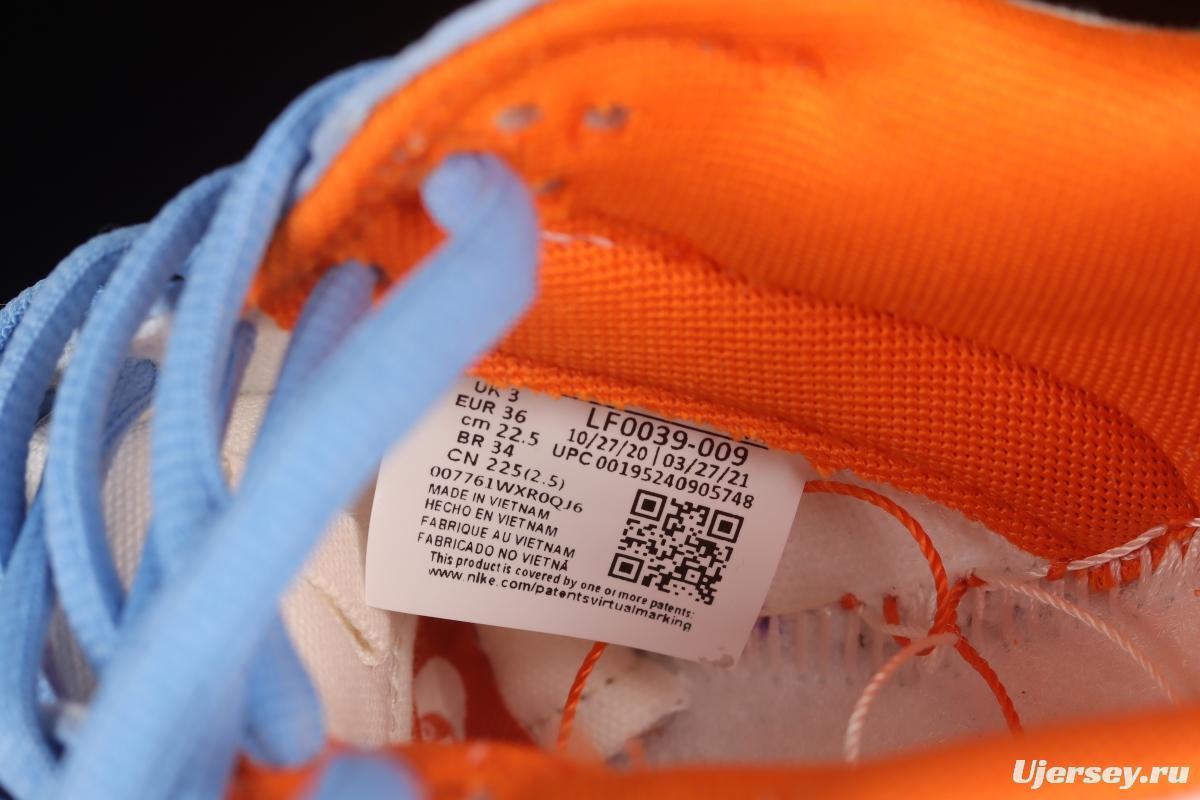 UK 3
EUR 36
cm 22.5
BR 34
CN 225(2.5)
007761WXR0QJ6
MADE IN VIETNAM
HECHO EN VIETNAM
FABRIQUE AU VIETNAM
FABRICADO NO VIETNÃ
This product is covered by one or more patents:
www.nike.com/patentsvirtualmarking
LF0039-009
10/27/20 | 03/27/21
UPC 00195240905748
Ujersey.ru